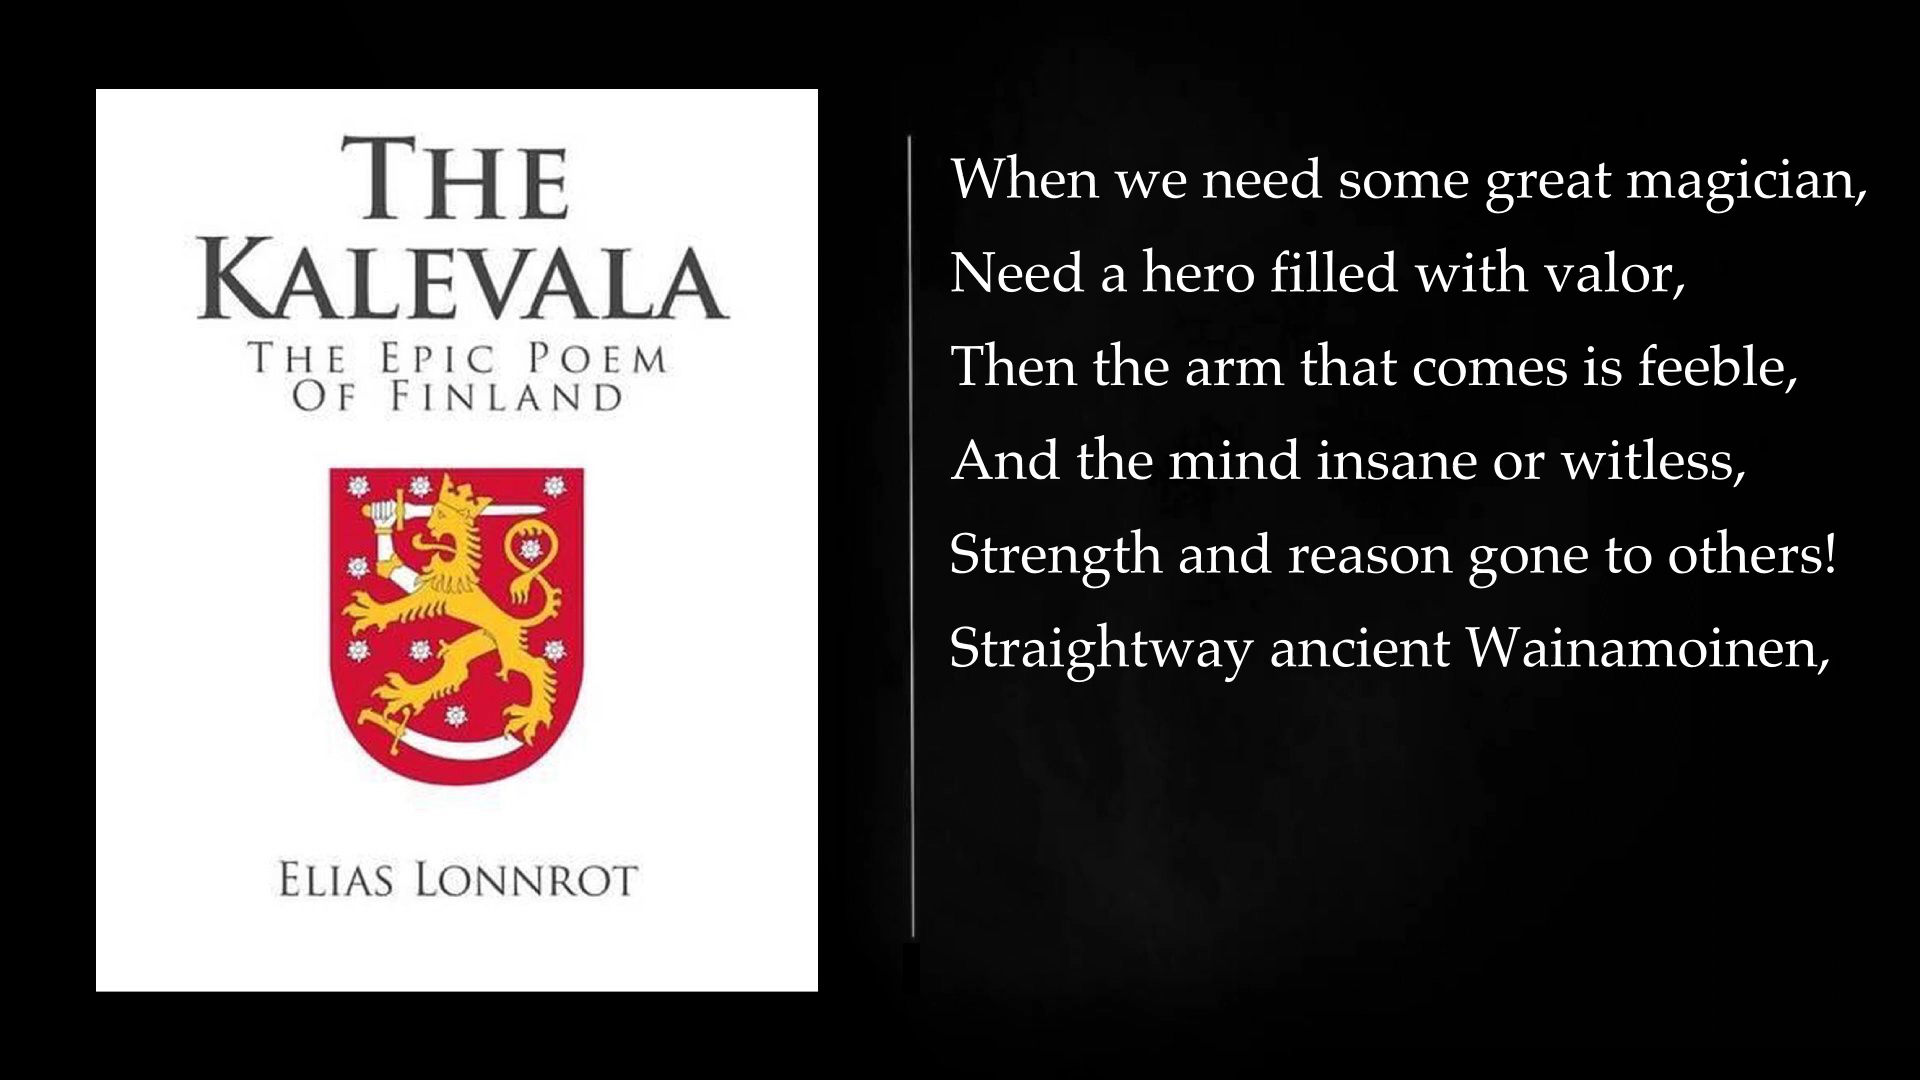 THE
KALEVALA
THE EPIC POEM
OF FINLAND
ELIAS LONNROT
When we need some great magician,
Need a hero filled with valor,
Then the arm that comes is feeble,
And the mind insane or witless,
Strength and reason gone to others!
Straightway ancient Wainamoinen,